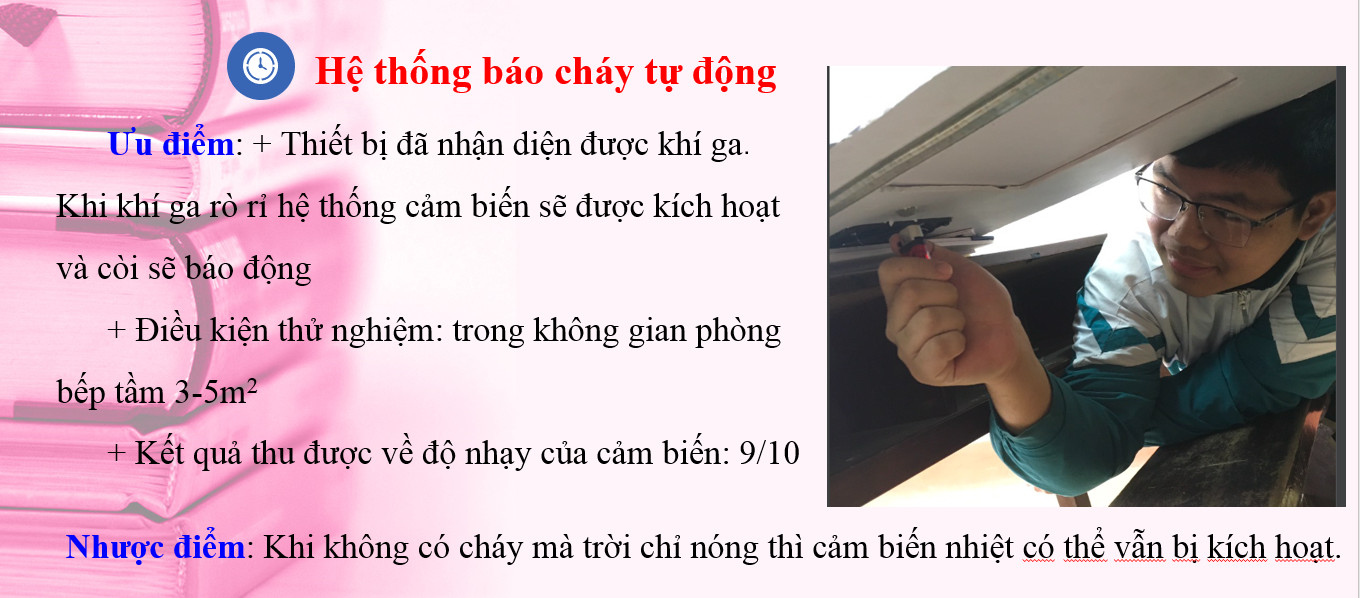 Hệ thống báo cháy tự động
Ưu điểm: + Thiết bị đã nhận diện được khí ga.
Khi khí ga rò rỉ hệ thống cảm biến sẽ được kích hoạt
và còi sẽ báo động
+ Điều kiện thử nghiệm: trong không gian phòng
bếp tầm 3-5m²
+ Kết quả thu được về độ nhạy của cảm biến: 9/10
Nhược điểm: Khi không có cháy mà trời chỉ nóng thì cảm biến nhiệt có thể vẫn bị kích hoạt.